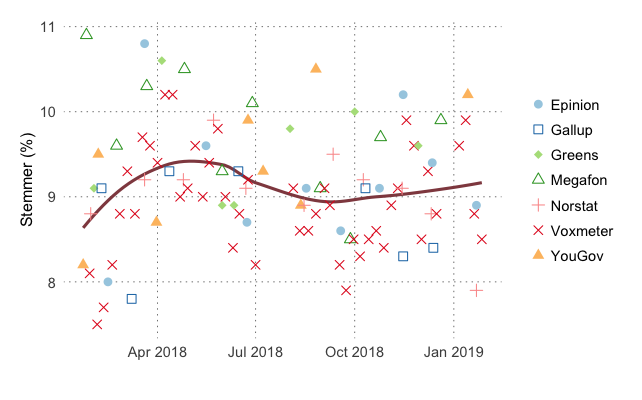 Stemmer (%)
11
10
9
8
Apr 2018
Jul 2018
Oct 2018
Jan 2019
Epinion
Gallup
Greens
Megafon
Norstat
Voxmeter
YouGov